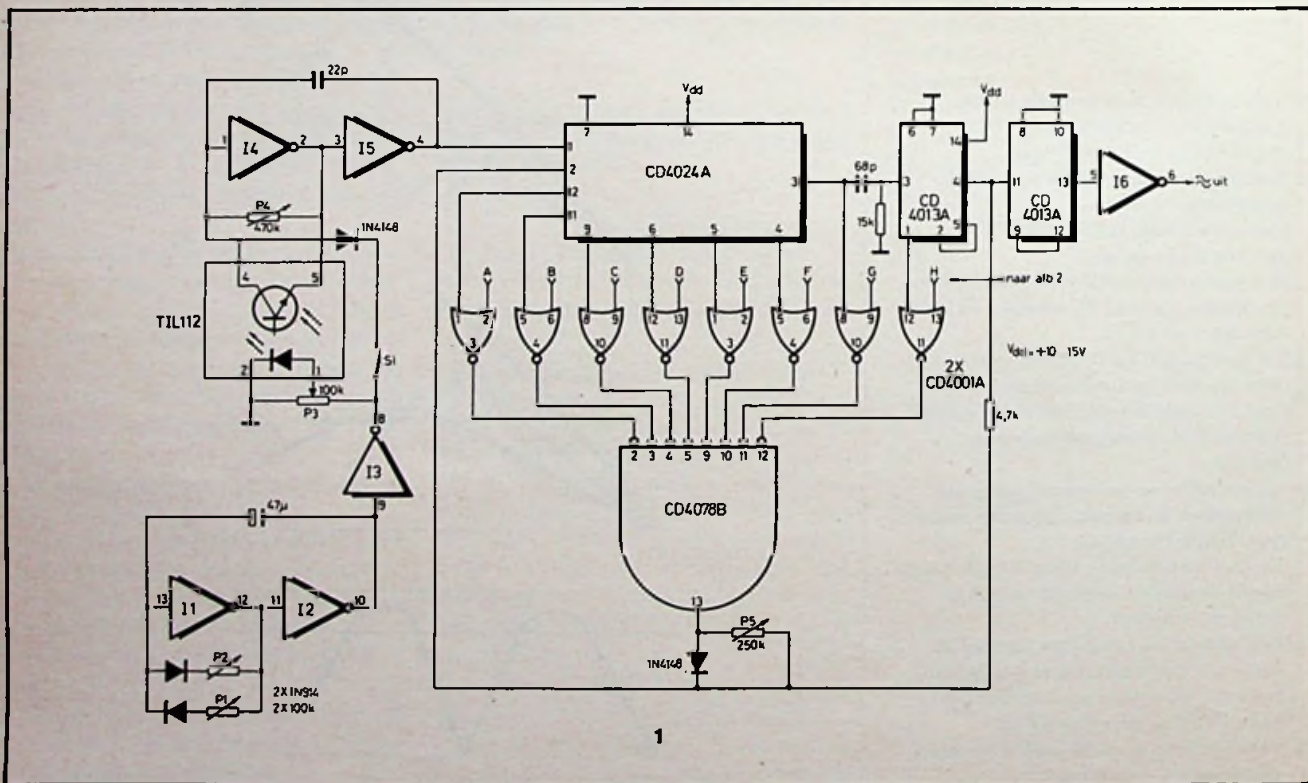 22p
Vdd
Vdd
7
14
6 7
14
8 10
1 I4 2
3 I5 4
1
2
12
11
CD4024A
3
68p
3
CD
4013A
4
5
11
CD
4013A
13
5 I6 6
uit
P4
470k
1N4148
15k
1 2
9 12
9 6 5 4
4 5
TIL112
A B C D E F G H
naar afb 2
1 2
5 6
8 9
12 13
1 2
5 6
8 9
12 13
3 4 10 11 3 4 10 11
Vdd = +10 15V
2X
CD4001A
2 1
S1
100k
P3
4,7k
8
I3
9
2 3 4 5 9 10 11 12
CD4078B
47µ
13 I1 12
11 I2 10
13
P5
250k
1N4148
P2
P1
2X1N914
2X100k
1